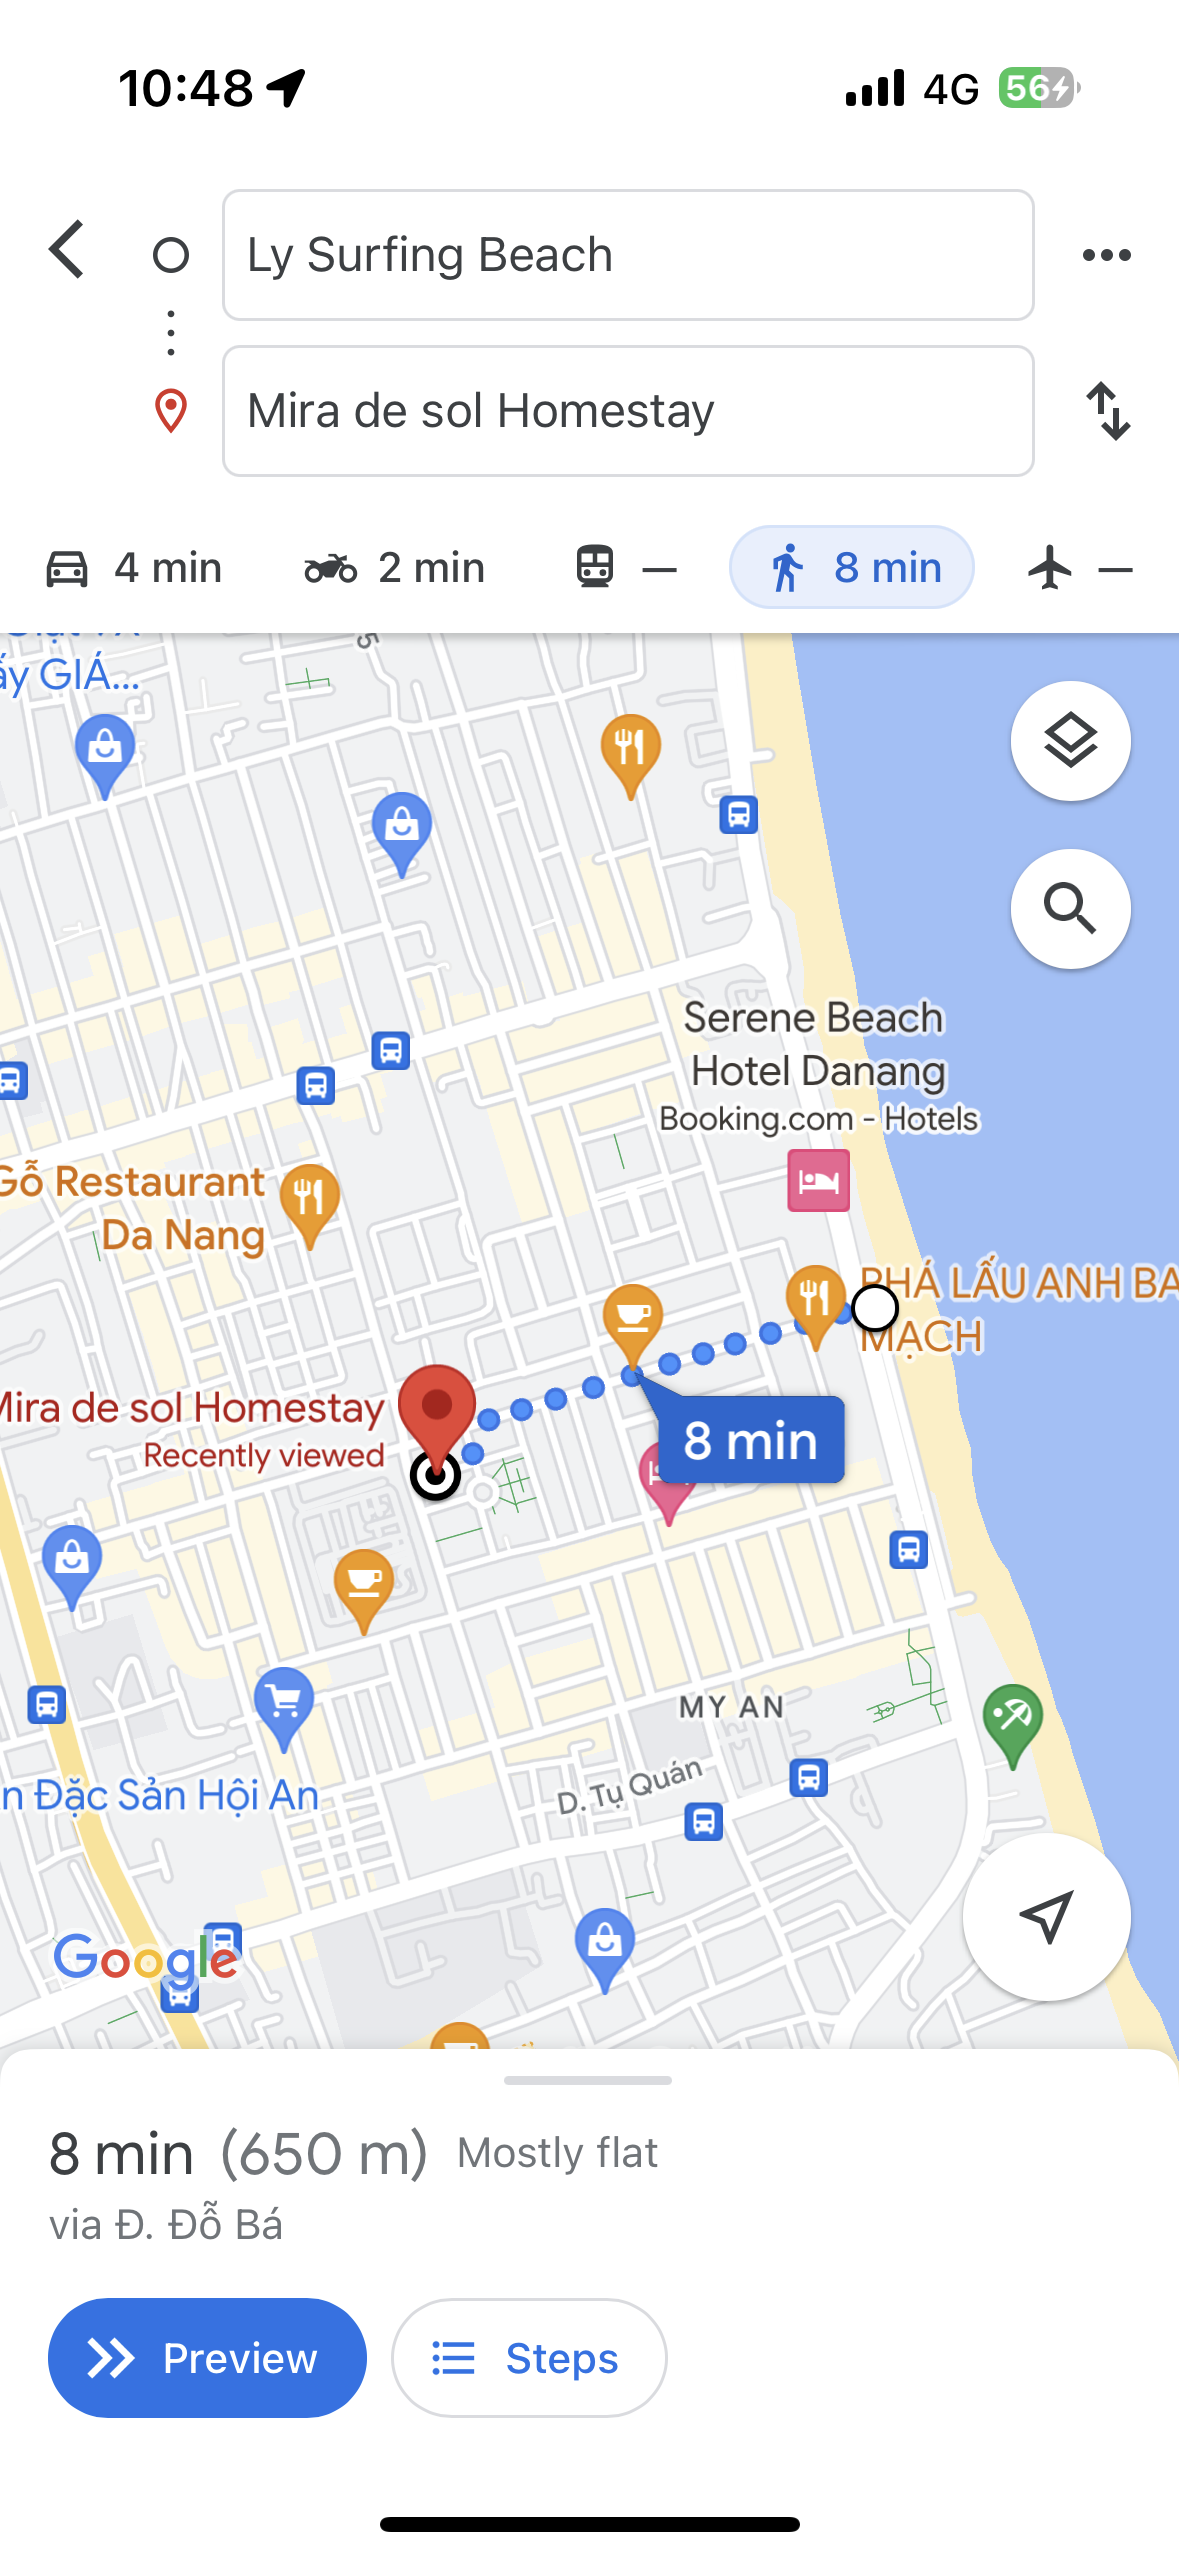 10:48
4G
56
Ly Surfing Beach
Mira de sol Homestay
4 min
2 min
—
8 min
—
ấy GIÁ...
5
Serene Beach
Hotel Danang
Booking.com - Hotels
Gỗ Restaurant
Da Nang
PHÁ LẤU ANH BA
MẠCH
Mira de sol Homestay
Recently viewed
8 min
MY AN
Đ. Tụ Quán
n Đặc Sản Hội An
Google
8 min (650 m) Mostly flat
via Đ. Đỗ Bá
Preview
Steps